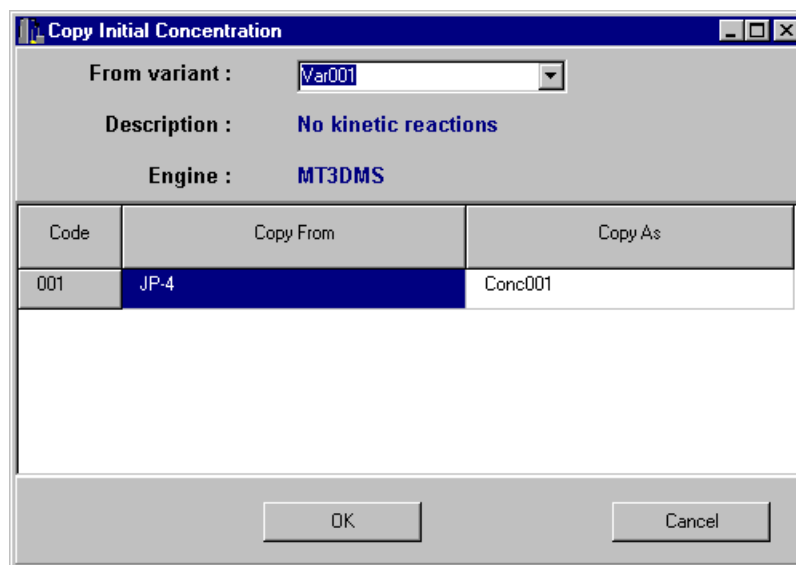 Copy Initial Concentration
From variant : Var001
Description : No kinetic reactions
Engine : MT3DMS
Code Copy From Copy As
001 JP-4 Conc001
OK Cancel